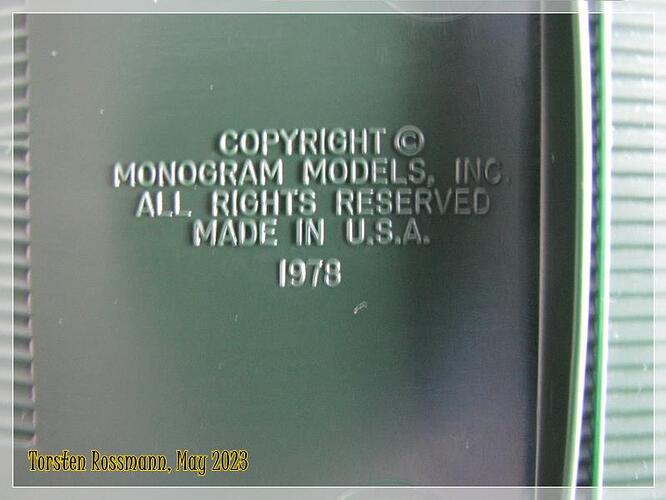 COPYRIGHT ©
MONOGRAM MODELS, INC.
ALL RIGHTS RESERVED
MADE IN U.S.A.
1978
Torsten Rossmann, May 2023